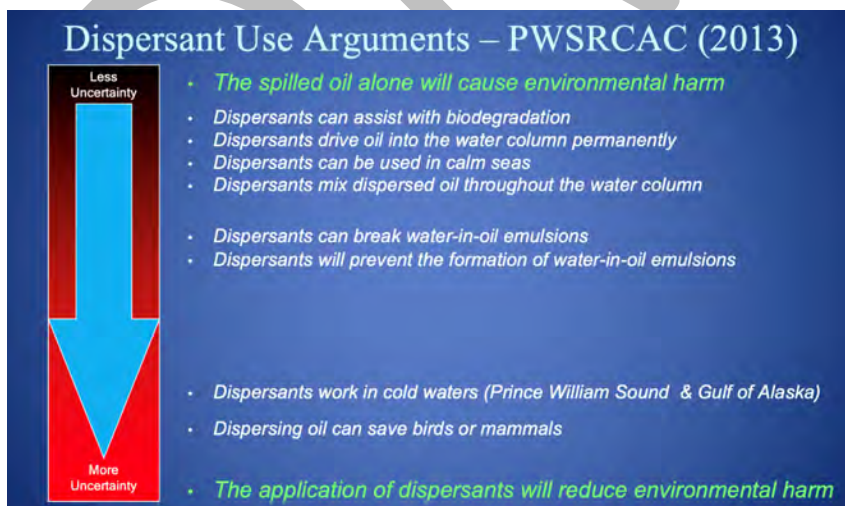 Dispersant Use Arguments – PWSRCAC (2013)
Less
Uncertainty
• The spilled oil alone will cause environmental harm
• Dispersants can assist with biodegradation
• Dispersants drive oil into the water column permanently
• Dispersants can be used in calm seas
• Dispersants mix dispersed oil throughout the water column
• Dispersants can break water-in-oil emulsions
• Dispersants will prevent the formation of water-in-oil emulsions
• Dispersants work in cold waters (Prince William Sound & Gulf of Alaska)
• Dispersing oil can save birds or mammals
More
Uncertainty
• The application of dispersants will reduce environmental harm